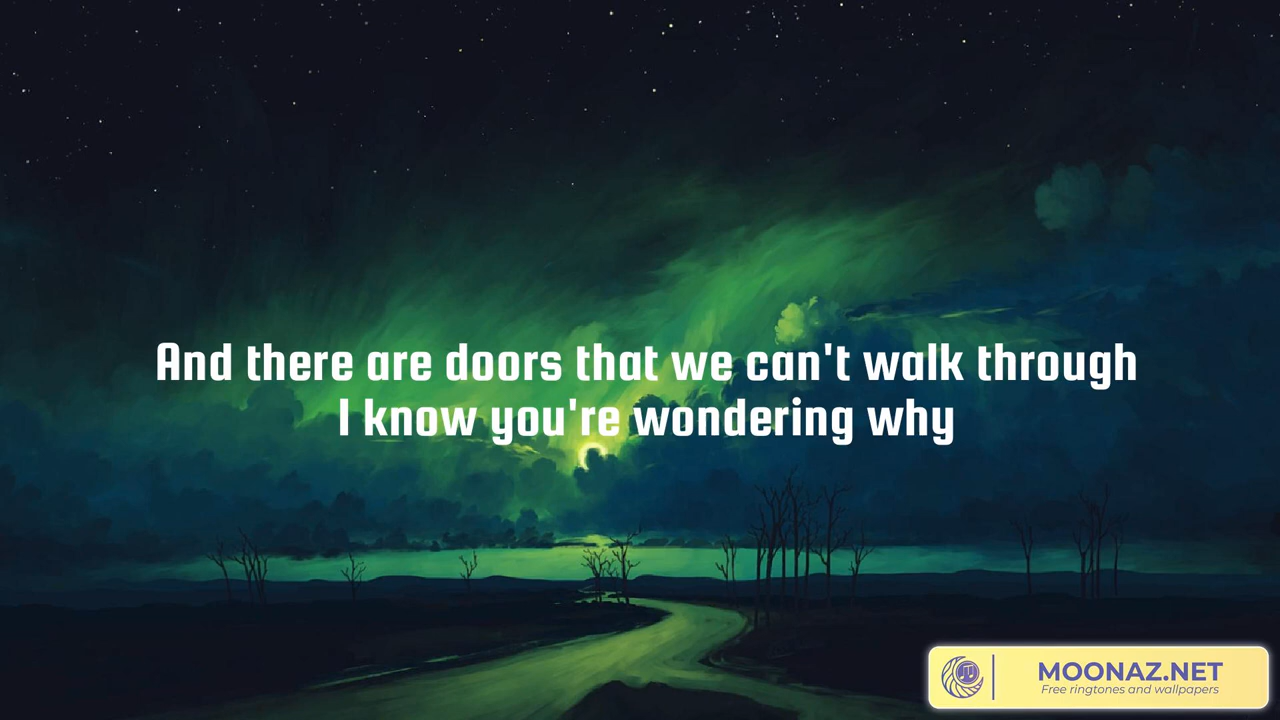 And there are doors that we can't walk through
I know you're wondering why
MOONAZ.NET
Free ringtones and wallpapers